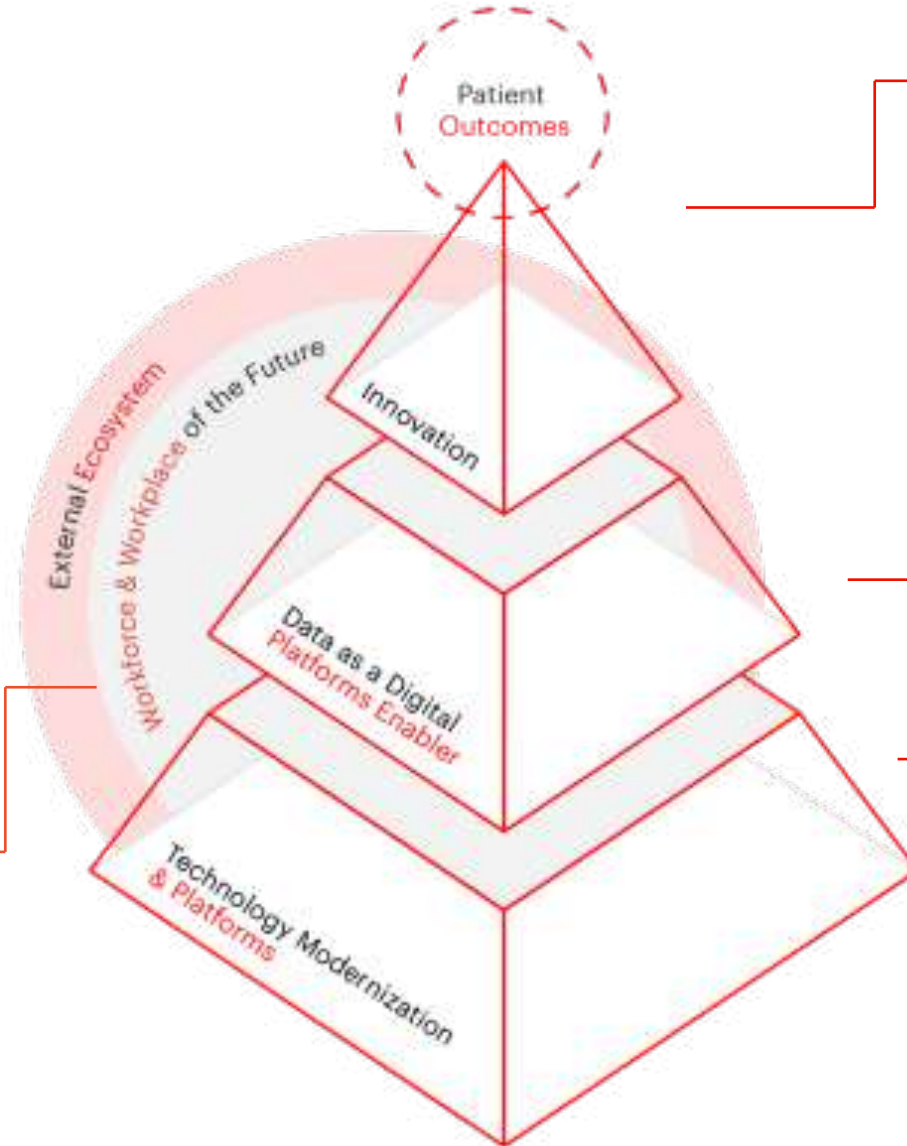 Patient
Outcomes
External Ecosystem
Workforce & Workplace of the Future
Innovation
Data as a Digital
Platforms Enabler
Technology Modernization
& Platforms